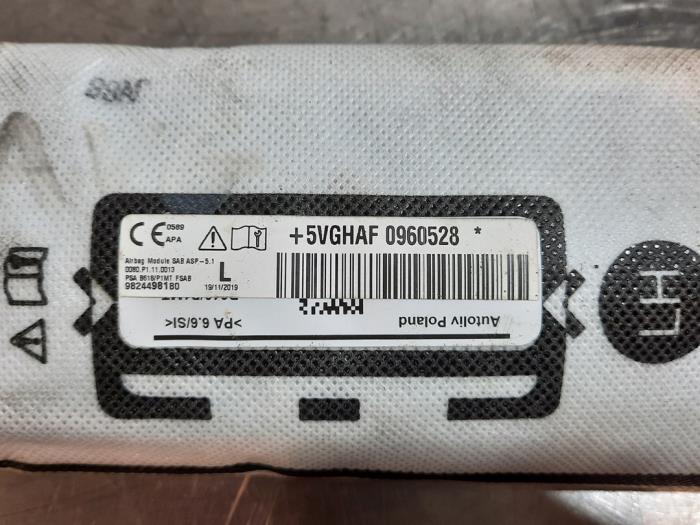 CE 0589
APA
+5VGHAF 0960528 *
Airbag Module SAB ASP-5.1
0080.P1.11.0013
PSA B618/P1MT FSAB
9824498180
L
19/11/2019
>PA 6.6/SI<
Autoliv Poland
LH